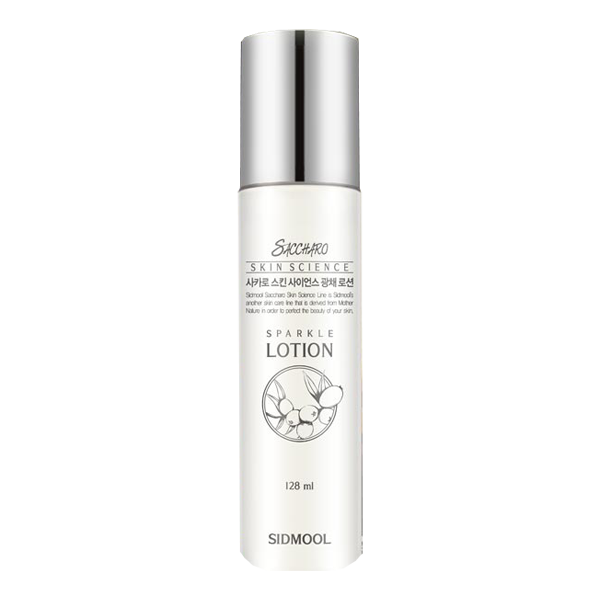 SACCHARO
SKIN SCIENCE
사카로 스킨 사이언스 광채 로션
Sidmool Saccharo Skin Science Line is Sidmool's
another skin care line that is derived from Mother
Nature in order to perfect the beauty of your skin.
SPARKLE
LOTION
128 ml
SIDMOOL